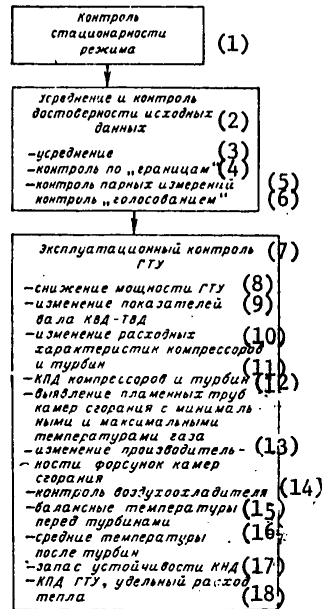 Контроль
стационарности (1)
режима
Усреднение и контроль
достоверности исходных (2)
данных
–усреднение (3)
–контроль по „границам" (4)
–контроль парных измерений (5)
контроль „голосованием" (6)
Эксплуатационный контроль (7)
ГТУ
–снижение мощности ГТУ (8)
–изменение показателей (9)
вала КВД-ТВД
–изменение расходных (10)
характеристик компрессоров
и турбин (11)
–КПД компрессоров и турбин (12)
–выявление пламенных труб
камер сгорания с минималь-
ными и максимальными
температурами газа
–изменение производитель- (13)
ности форсунок камер
сгорания
–контроль воздухоохладителя (14)
–балансные температуры (15)
перед турбинами
–средние температуры (16)
после турбин
–запас устойчивости КНД (17)
–КПД ГТУ, удельный расход
тепла (18)